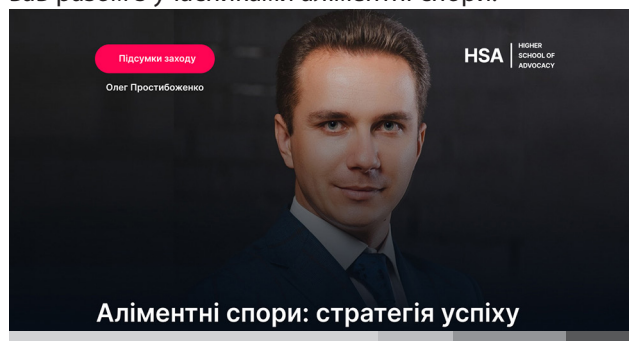 Підсумки заходу
Олег Простибоженко
HSA
HIGHER
SCHOOL OF
ADVOCACY
Аліментні спори: стратегія успіху